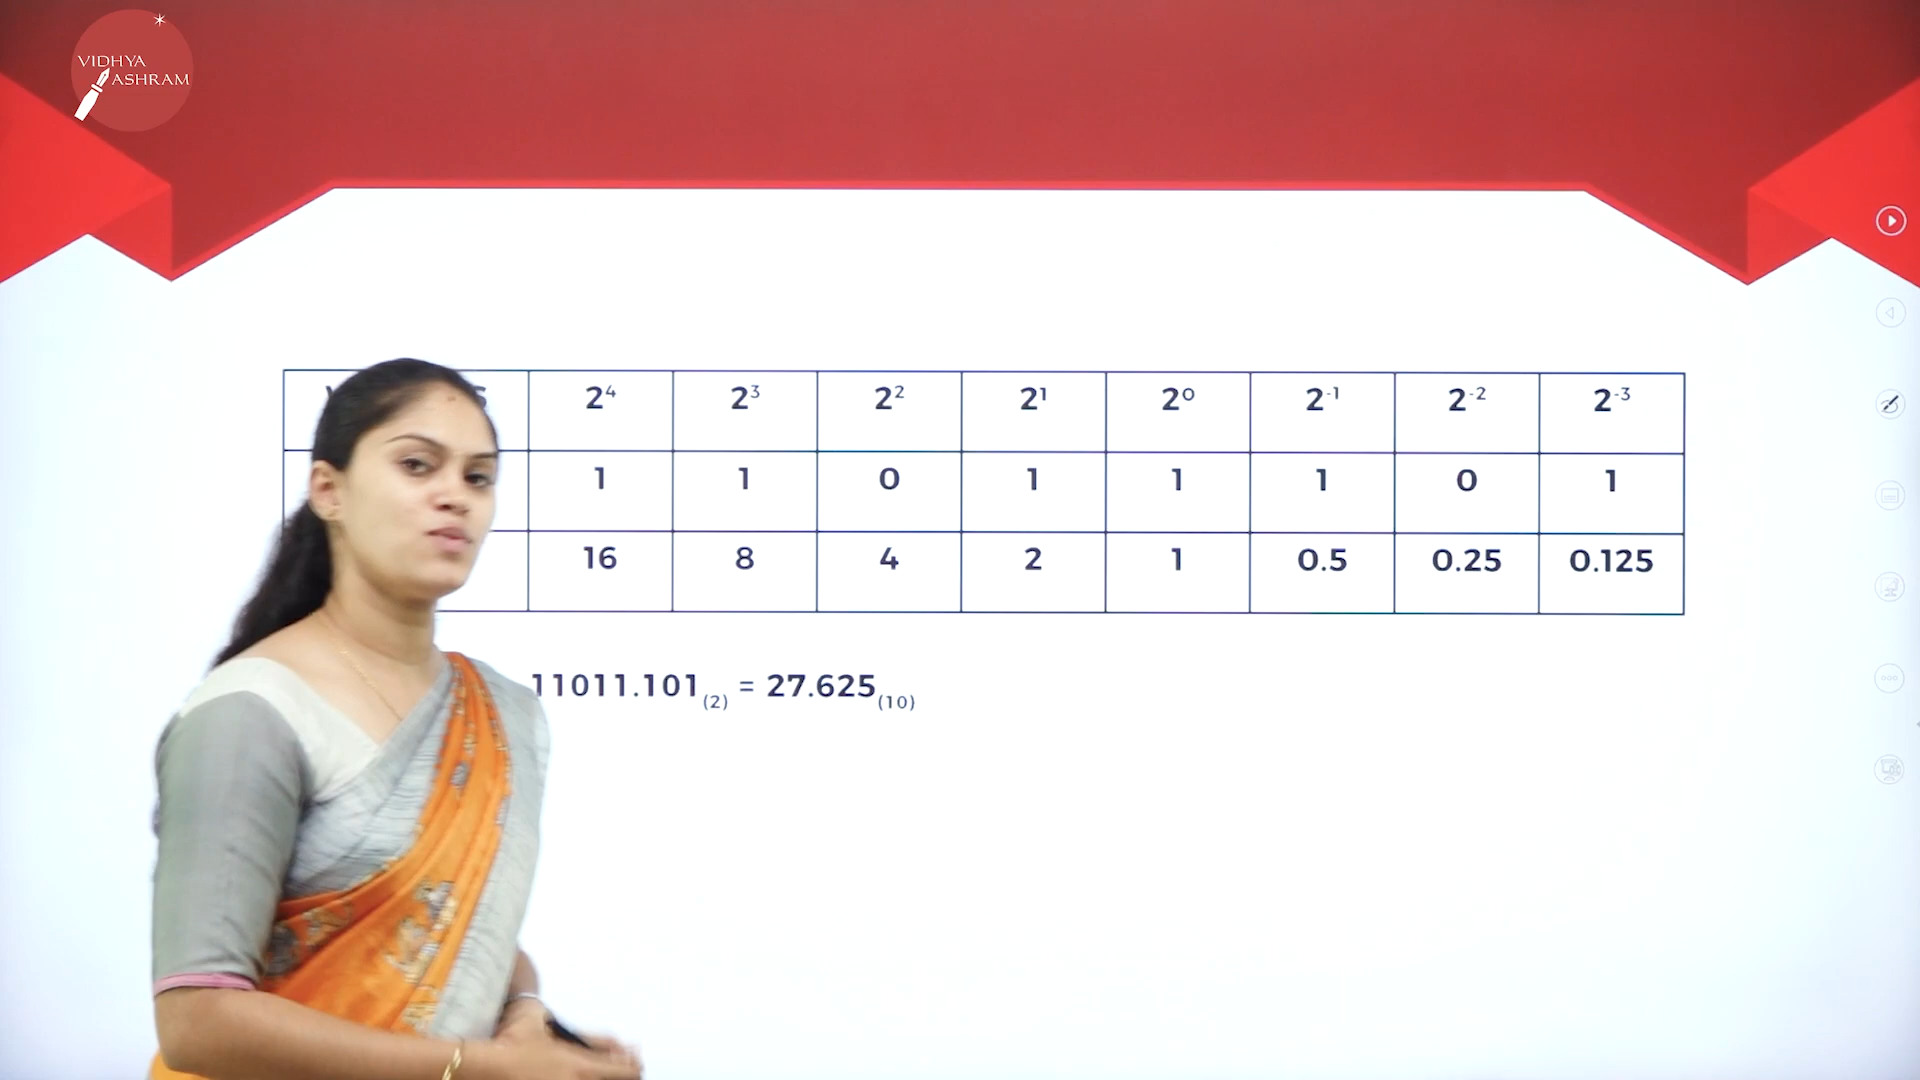 VIDHYA
ASHRAM
2⁴ 2³ 2² 2¹ 2⁰ 2⁻¹ 2⁻² 2⁻³
1 1 0 1 1 1 0 1
16 8 4 2 1 0.5 0.25 0.125
11011.101(2) = 27.625(10)